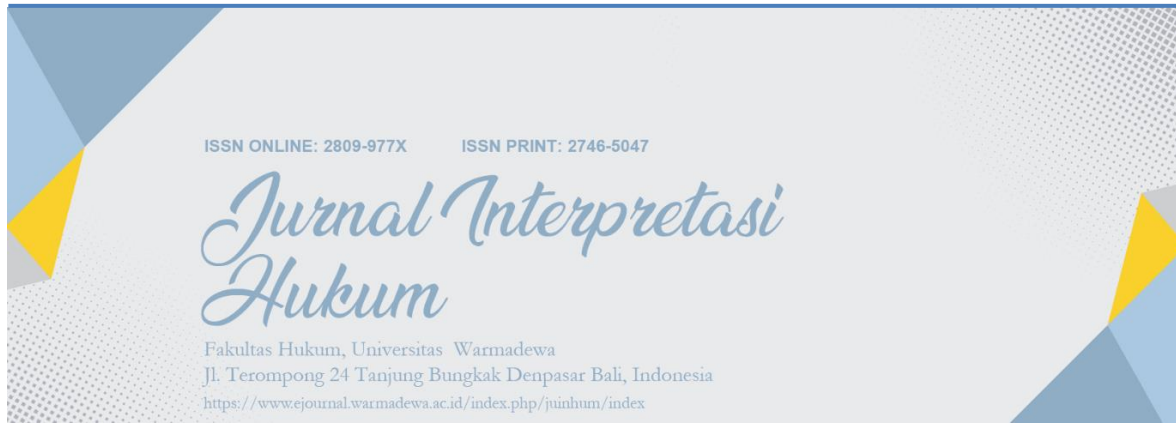 ISSN ONLINE: 2809-977X ISSN PRINT: 2746-5047
Jurnal Interpretasi
Hukum
Fakultas Hukum, Universitas Warmadewa
Jl. Terompong 24 Tanjung Bungkak Denpasar Bali, Indonesia
https://www.ejournal.warmadewa.ac.id/index.php/juinhum/index